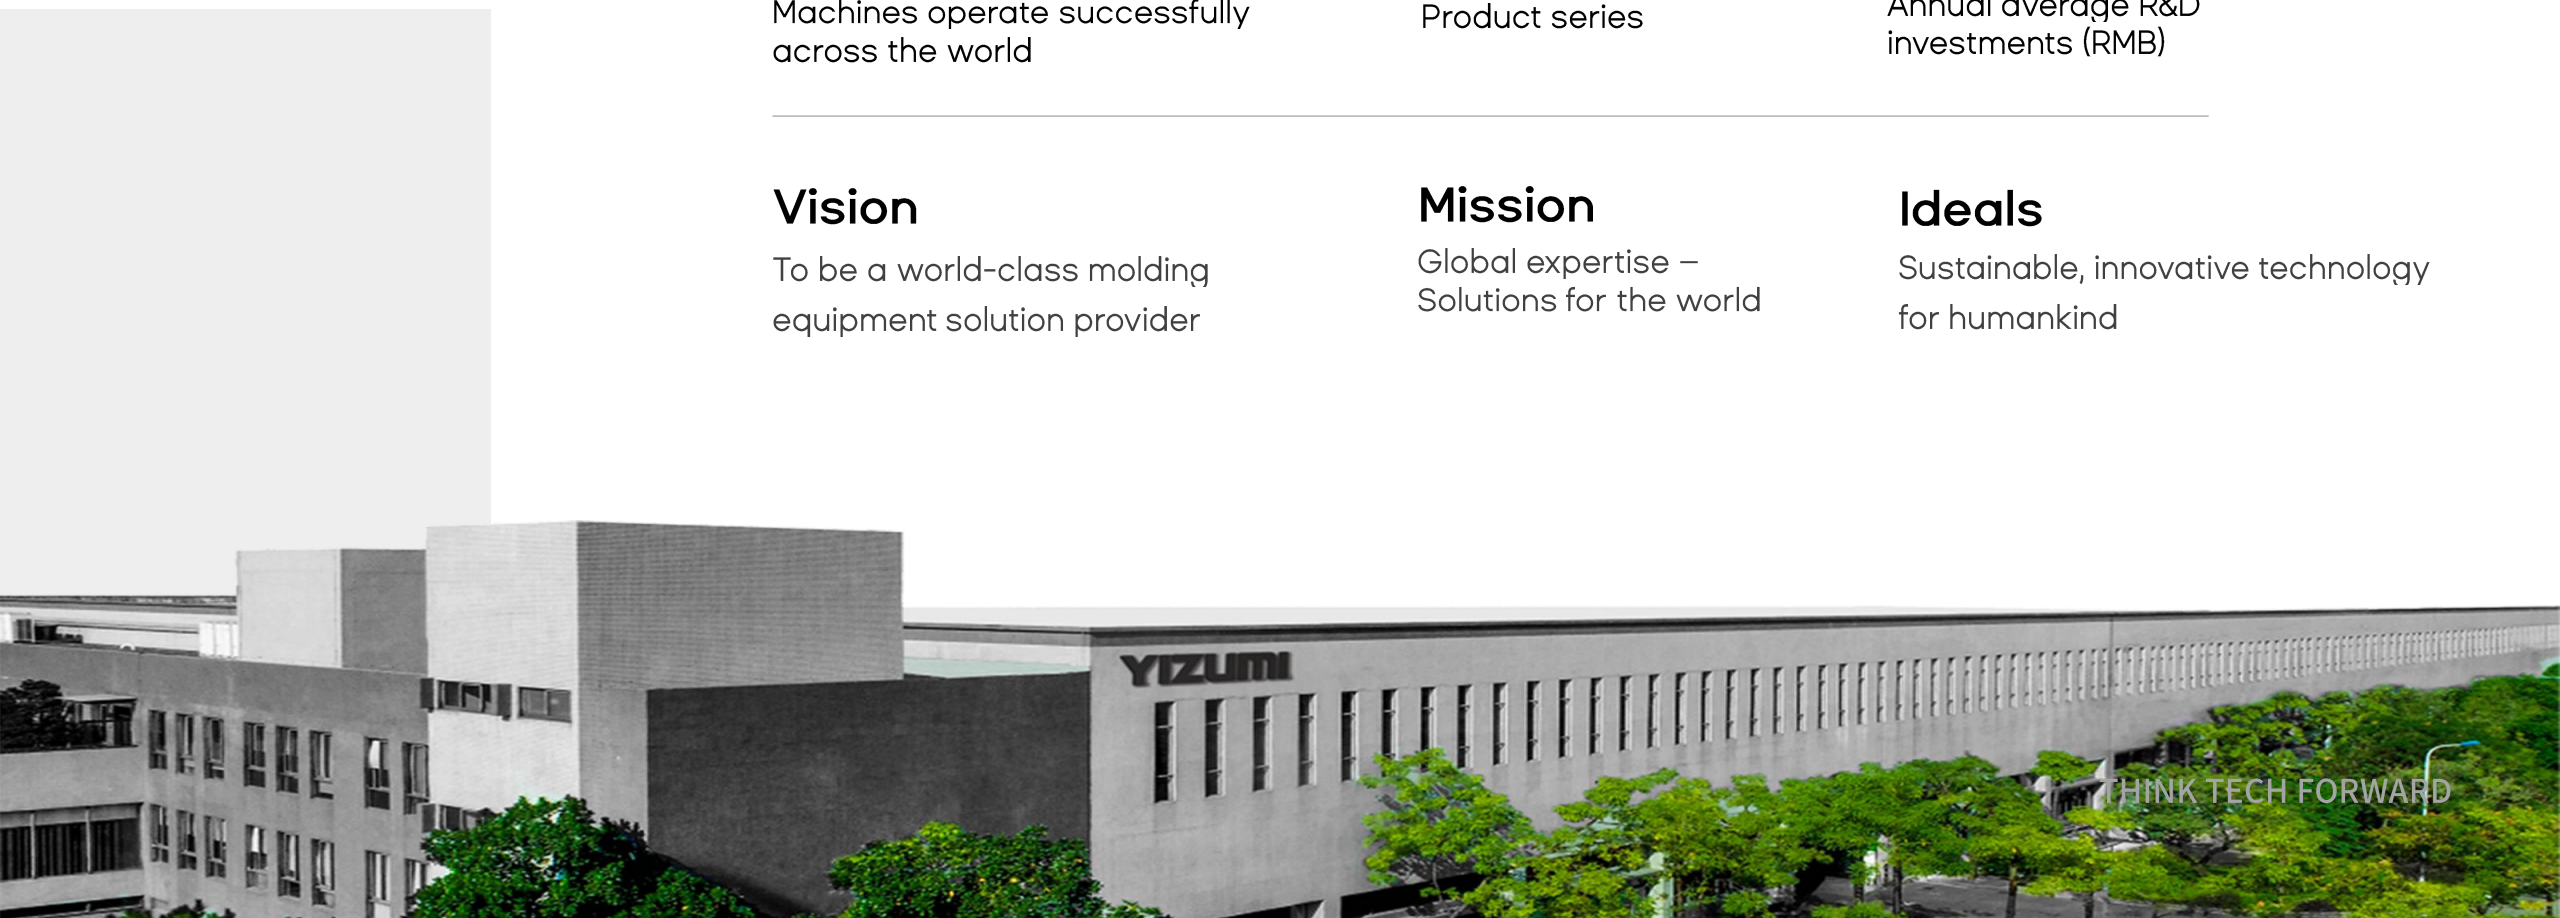 Machines operate successfully
across the world
Product series
Annual average R&D
investments (RMB)
Vision
To be a world-class molding
equipment solution provider
Mission
Global expertise –
Solutions for the world
Ideals
Sustainable, innovative technology
for humankind
YIZUMI
THINK TECH FORWARD